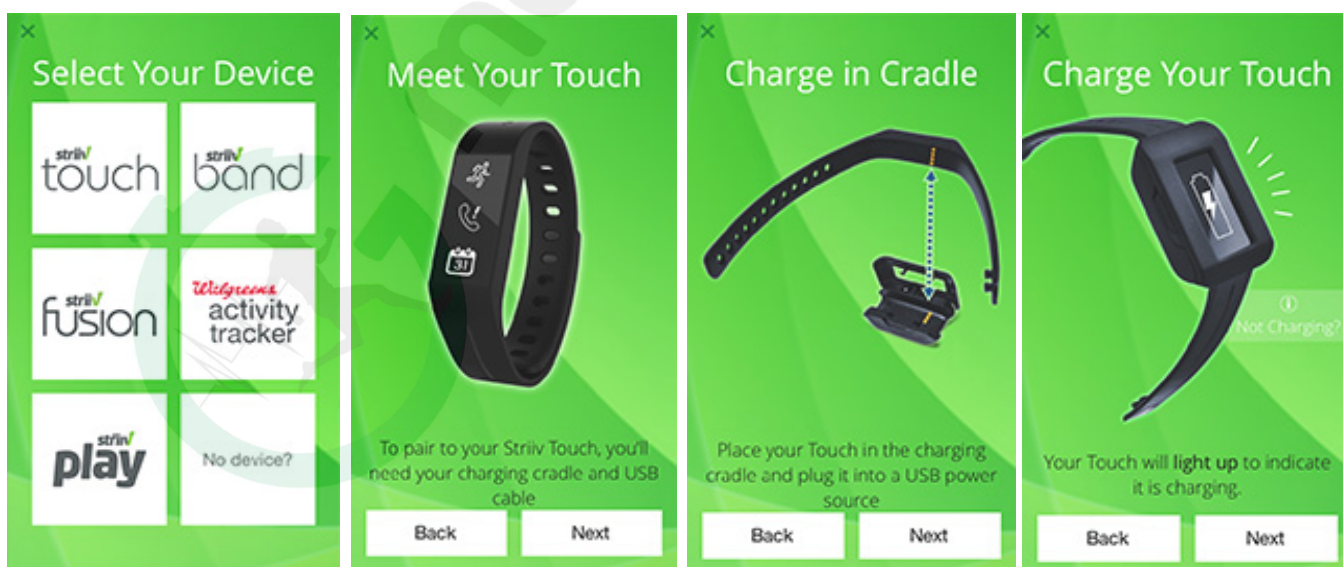 Select Your Device
striiv
touch
striiv
band
striiv
fusion
Walgreens
activity
tracker
striiv
play
No device?
Meet Your Touch
31
To pair to your Striiv Touch, you'll
need your charging cradle and USB
cable
Back
Next
Charge in Cradle
Place your Touch in the charging
cradle and plug it into a USB power
source
Back
Next
Charge Your Touch
Not Charging?
Your Touch will light up to indicate
it is charging.
Back
Next